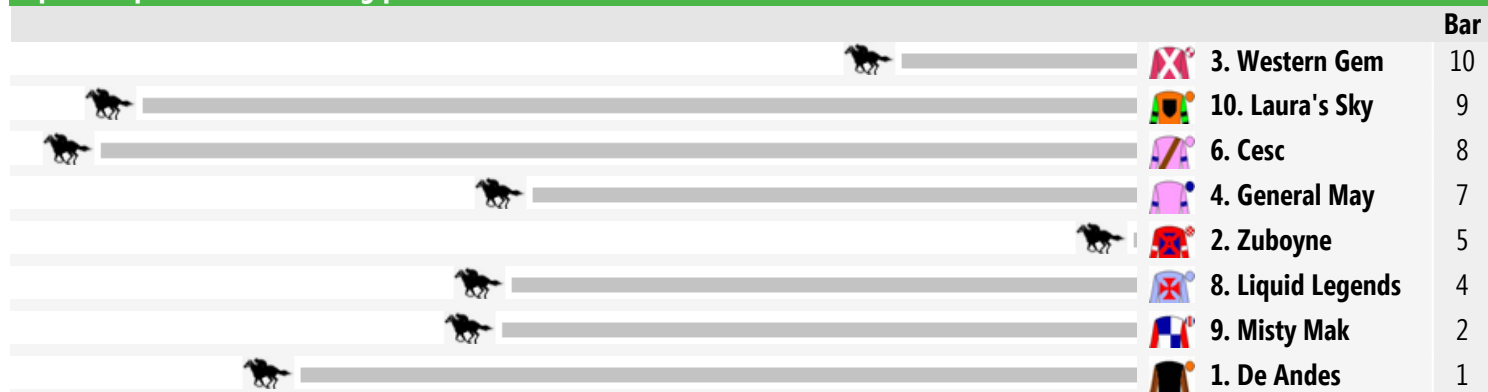 Bar
3. Western Gem 10
10. Laura's Sky 9
6. Cesc 8
4. General May 7
2. Zuboyne 5
8. Liquid Legends 4
9. Misty Mak 2
1. De Andes 1